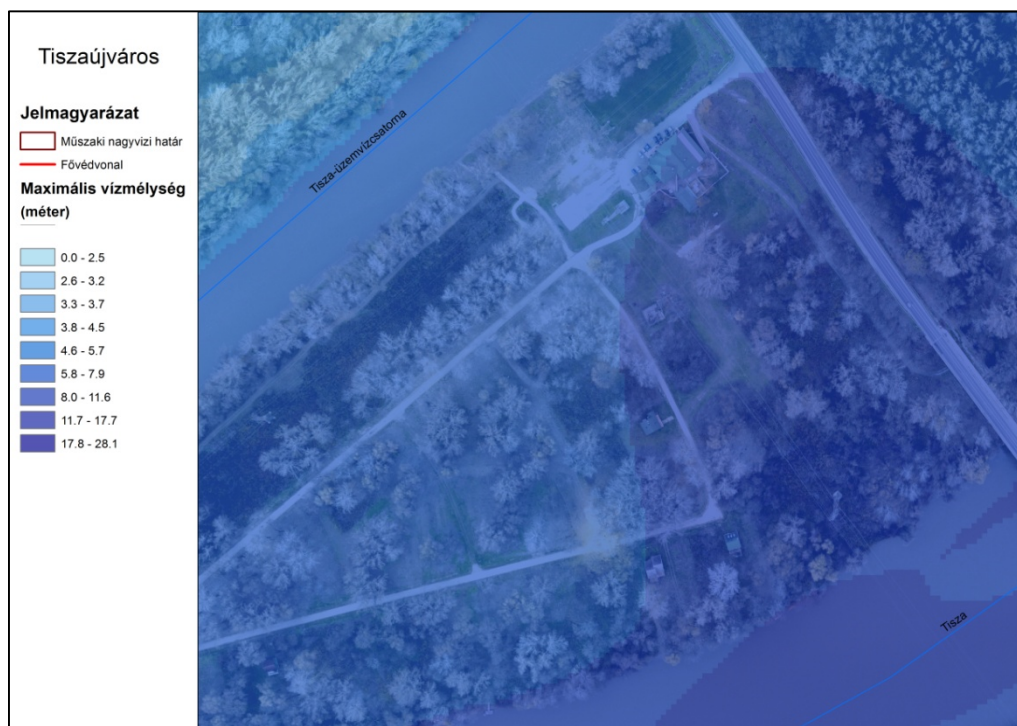 Tiszaújváros
Jelmagyarázat
Műszaki nagyvizi határ
Fővédvonal
Maximális vízmélység
(méter)
0.0 - 2.5
2.6 - 3.2
3.3 - 3.7
3.8 - 4.5
4.6 - 5.7
5.8 - 7.9
8.0 - 11.6
11.7 - 17.7
17.8 - 28.1
Tisza-üzemvízcsatorna
Tisza